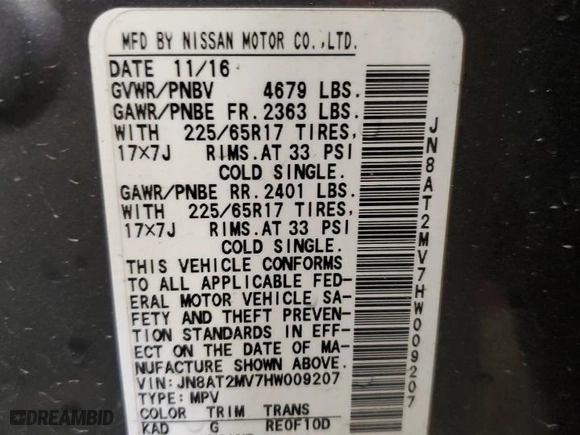 MFD BY NISSAN MOTOR CO.,LTD.
DATE 11/16
GVWR/PNBV 4679 LBS.
GAWR/PNBE FR. 2363 LBS.
WITH 225/65R17 TIRES,
17X7J RIMS.AT 33 PSI
COLD SINGLE.
GAWR/PNBE RR. 2401 LBS.
WITH 225/65R17 TIRES,
17X7J RIMS.AT 33 PSI
COLD SINGLE.
THIS VEHICLE CONFORMS
TO ALL APPLICABLE FED-
ERAL MOTOR VEHICLE SA-
FETY AND THEFT PREVEN-
TION STANDARDS IN EFF-
ECT ON THE DATE OF MA-
NUFACTURE SHOWN ABOVE.
VIN: JN8AT2MV7HW009207
TYPE: MPV
COLOR TRIM TRANS
KAD G RE0F10D
JN8AT2MV7HW009207
DREAMBID